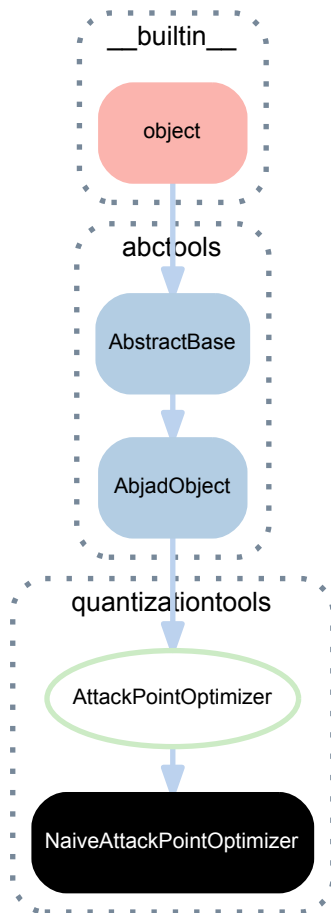 __builtin__
object
abctools
AbstractBase
AbjadObject
quantizationtools
AttackPointOptimizer
NaiveAttackPointOptimizer